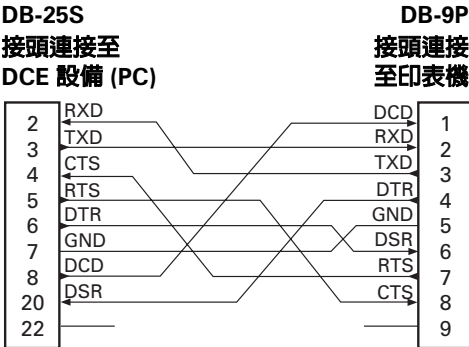 DB-25S
接頭連接至
DCE 設備 (PC)
DB-9P
接頭連接
至印表機
2 RXD
3 TXD
4 CTS
5 RTS
6 DTR
7 GND
8 DCD
20 DSR
22
DCD 1
RXD 2
TXD 3
DTR 4
GND 5
DSR 6
RTS 7
CTS 8
9